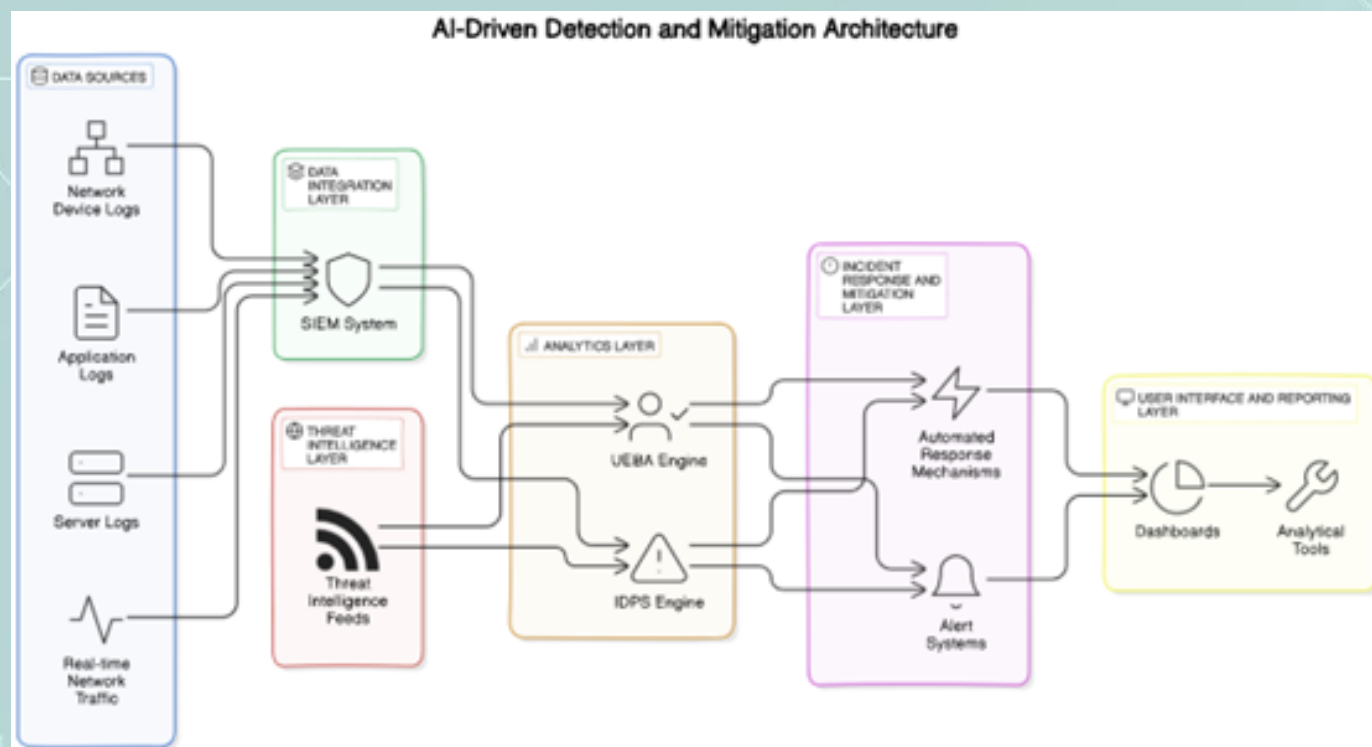 AI-Driven Detection and Mitigation Architecture
DATA SOURCES
Network
Device Logs
Application
Logs
Server Logs
Real-time
Network
Traffic
DATA
INTEGRATION
LAYER
SIEM System
THREAT
INTELLIGENCE
LAYER
Threat
Intelligence
Feeds
ANALYTICS LAYER
UEBA Engine
IDPS Engine
INCIDENT
RESPONSE AND
MITIGATION
LAYER
Automated
Response
Mechanisms
Alert
Systems
USER INTERFACE AND REPORTING
LAYER
Dashboards
Analytical
Tools